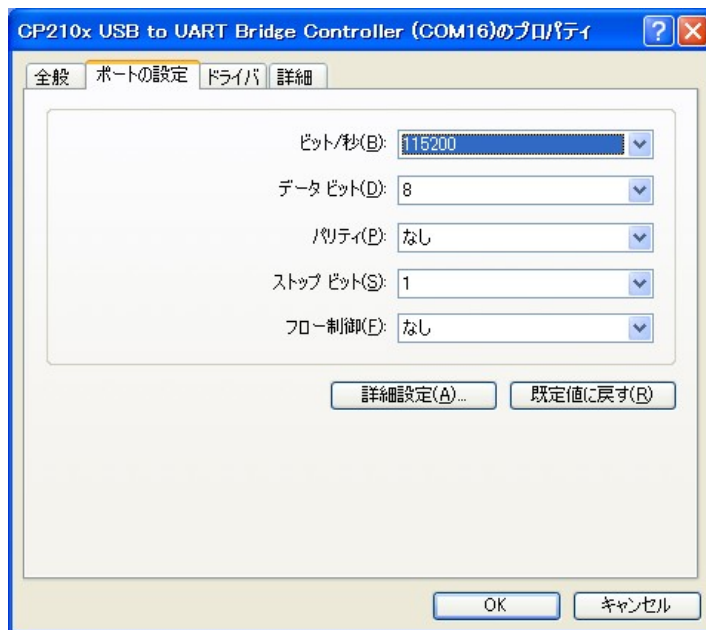 CP210x USB to UART Bridge Controller (COM16)のプロパティ
全般 ポートの設定 ドライバ 詳細
ビット/秒(B): 115200
データ ビット(D): 8
パリティ(P): なし
ストップ ビット(S): 1
フロー制御(F): なし
詳細設定(A)... 既定値に戻す(R)
OK キャンセル